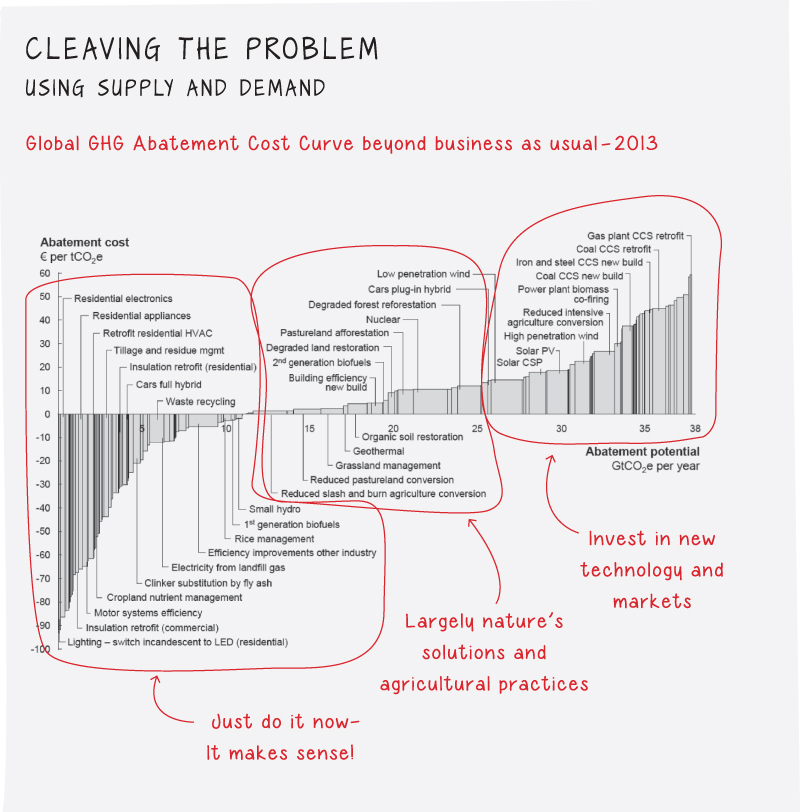 CLEAVING THE PROBLEM
USING SUPPLY AND DEMAND
Global GHG Abatement Cost Curve beyond business as usual – 2013
Abatement cost
€ per tCO2e
60
50
40
30
20
10
0
-10
-20
-30
-40
-50
-60
-70
-80
-90
-100
Residential electronics
Residential appliances
Retrofit residential HVAC
Tillage and residue mgmt
Insulation retrofit (residential)
Cars full hybrid
Waste recycling
Low penetration wind
Cars plug-in hybrid
Degraded forest reforestation
Nuclear
Pastureland afforestation
Degraded land restoration
2nd generation biofuels
Building efficiency
new build
Gas plant CCS retrofit
Coal CCS retrofit
Iron and steel CCS new build
Coal CCS new build
Power plant biomass
co-firing
Reduced intensive
agriculture conversion
High penetration wind
Solar PV
Solar CSP
5
10
15
20
25
30
35
38
Abatement potential
GtCO2e per year
Organic soil restoration
Geothermal
Grassland management
Reduced pastureland conversion
Reduced slash and burn agriculture conversion
Small hydro
1st generation biofuels
Rice management
Efficiency improvements other industry
Electricity from landfill gas
Clinker substitution by fly ash
Cropland nutrient management
Motor systems efficiency
Insulation retrofit (commercial)
Lighting – switch incandescent to LED (residential)
Invest in new
technology and
markets
Largely nature's
solutions and
agricultural practices
Just do it now–
It makes sense!